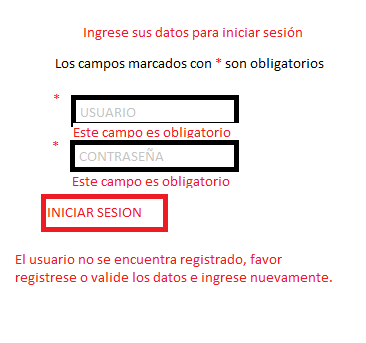 Ingrese sus datos para iniciar sesión
Los campos marcados con * son obligatorios
* USUARIO
Este campo es obligatorio
* CONTRASEÑA
Este campo es obligatorio
INICIAR SESION
El usuario no se encuentra registrado, favor
registrese o valide los datos e ingrese nuevamente.